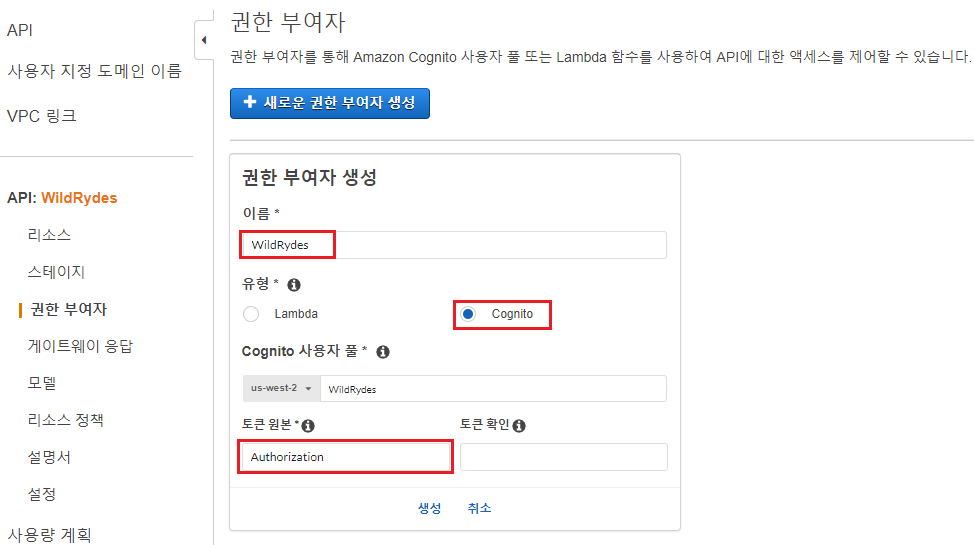 API
사용자 지정 도메인 이름
VPC 링크
API: WildRydes
리소스
스테이지
권한 부여자
게이트웨이 응답
모델
리소스 정책
설명서
설정
사용량 계획
권한 부여자
권한 부여자를 통해 Amazon Cognito 사용자 풀 또는 Lambda 함수를 사용하여 API에 대한 액세스를 제어할 수 있습니다.
+ 새로운 권한 부여자 생성
권한 부여자 생성
이름 *
WildRydes
유형 *
Lambda Cognito
Cognito 사용자 풀 *
us-west-2 WildRydes
토큰 원본 * 토큰 확인
Authorization
생성 취소